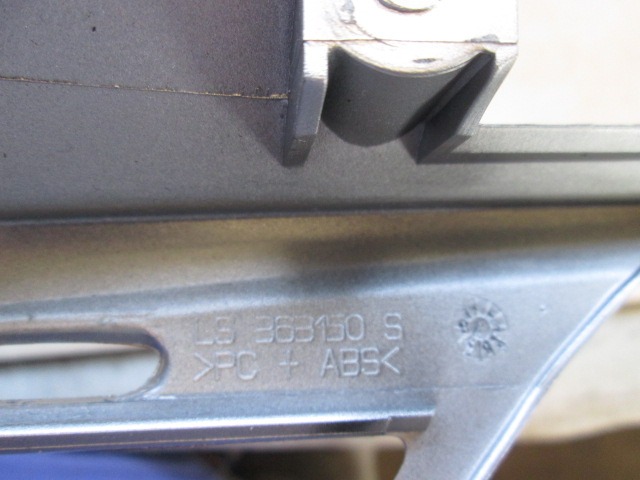 LS 363150 S
>PC + ABS<